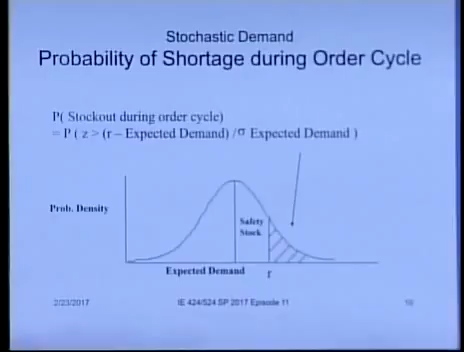 Stochastic Demand
Probability of Shortage during Order Cycle
P( Stockout during order cycle)
= P ( z > (r – Expected Demand) /σ Expected Demand )
Prob. Density
Safety
Stock
Expected Demand
r
2/23/2017
IE 424/524 SP 2017 Episode 11